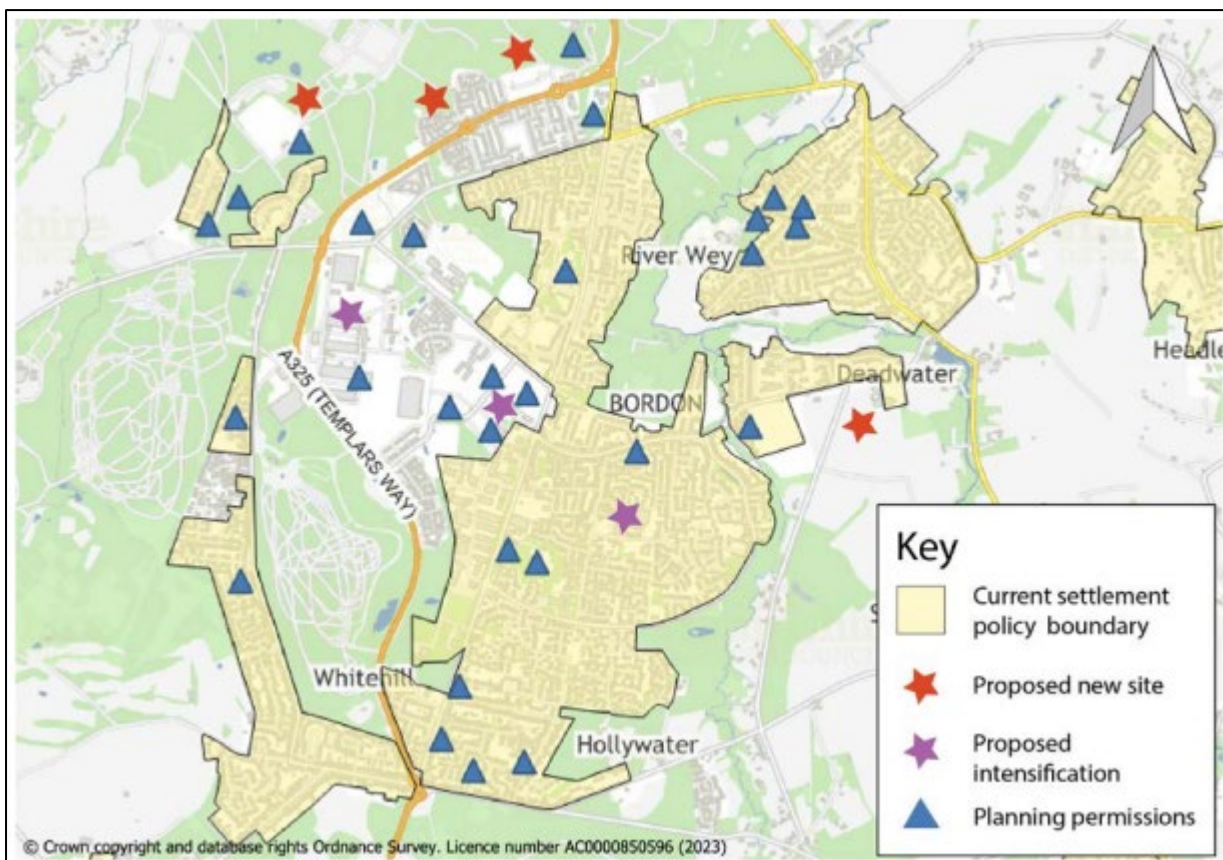 River Wey
Headle
Deadwater
BORDON
A325 (TEMPLARS WAY)
Whitehill
Hollywater
Key
Current settlement
policy boundary
Proposed new site
Proposed
intensification
Planning permissions
© Crown copyright and database rights Ordnance Survey. Licence number AC0000850596 (2023)